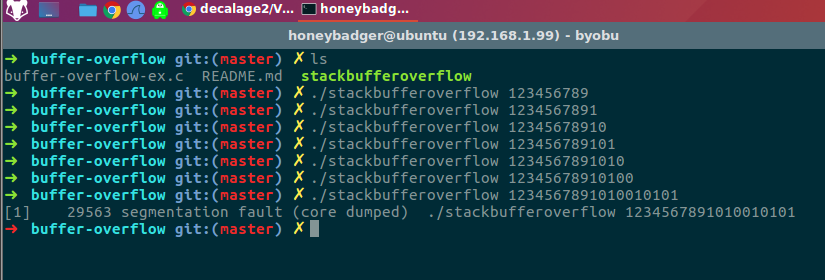 decalage2/V... honeybadg...
honeybadger@ubuntu (192.168.1.99) - byobu
➜ buffer-overflow git:(master) ✗ ls
buffer-overflow-ex.c README.md stackbufferoverflow
➜ buffer-overflow git:(master) ✗ ./stackbufferoverflow 123456789
➜ buffer-overflow git:(master) ✗ ./stackbufferoverflow 1234567891
➜ buffer-overflow git:(master) ✗ ./stackbufferoverflow 12345678910
➜ buffer-overflow git:(master) ✗ ./stackbufferoverflow 123456789101
➜ buffer-overflow git:(master) ✗ ./stackbufferoverflow 1234567891010
➜ buffer-overflow git:(master) ✗ ./stackbufferoverflow 12345678910100
➜ buffer-overflow git:(master) ✗ ./stackbufferoverflow 1234567891010010101
[1] 29563 segmentation fault (core dumped) ./stackbufferoverflow 1234567891010010101
➜ buffer-overflow git:(master) ✗